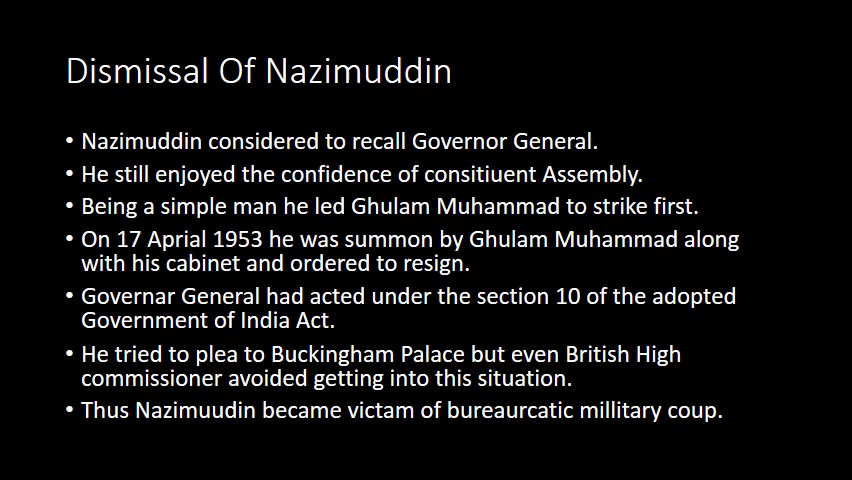 Dismissal Of Nazimuddin
• Nazimuddin considered to recall Governor General.
• He still enjoyed the confidence of consitiuent Assembly.
• Being a simple man he led Ghulam Muhammad to strike first.
• On 17 Aprial 1953 he was summon by Ghulam Muhammad along
with his cabinet and ordered to resign.
• Governar General had acted under the section 10 of the adopted
Government of India Act.
• He tried to plea to Buckingham Palace but even British High
commissioner avoided getting into this situation.
• Thus Nazimuudin became victam of bureaurcatic millitary coup.